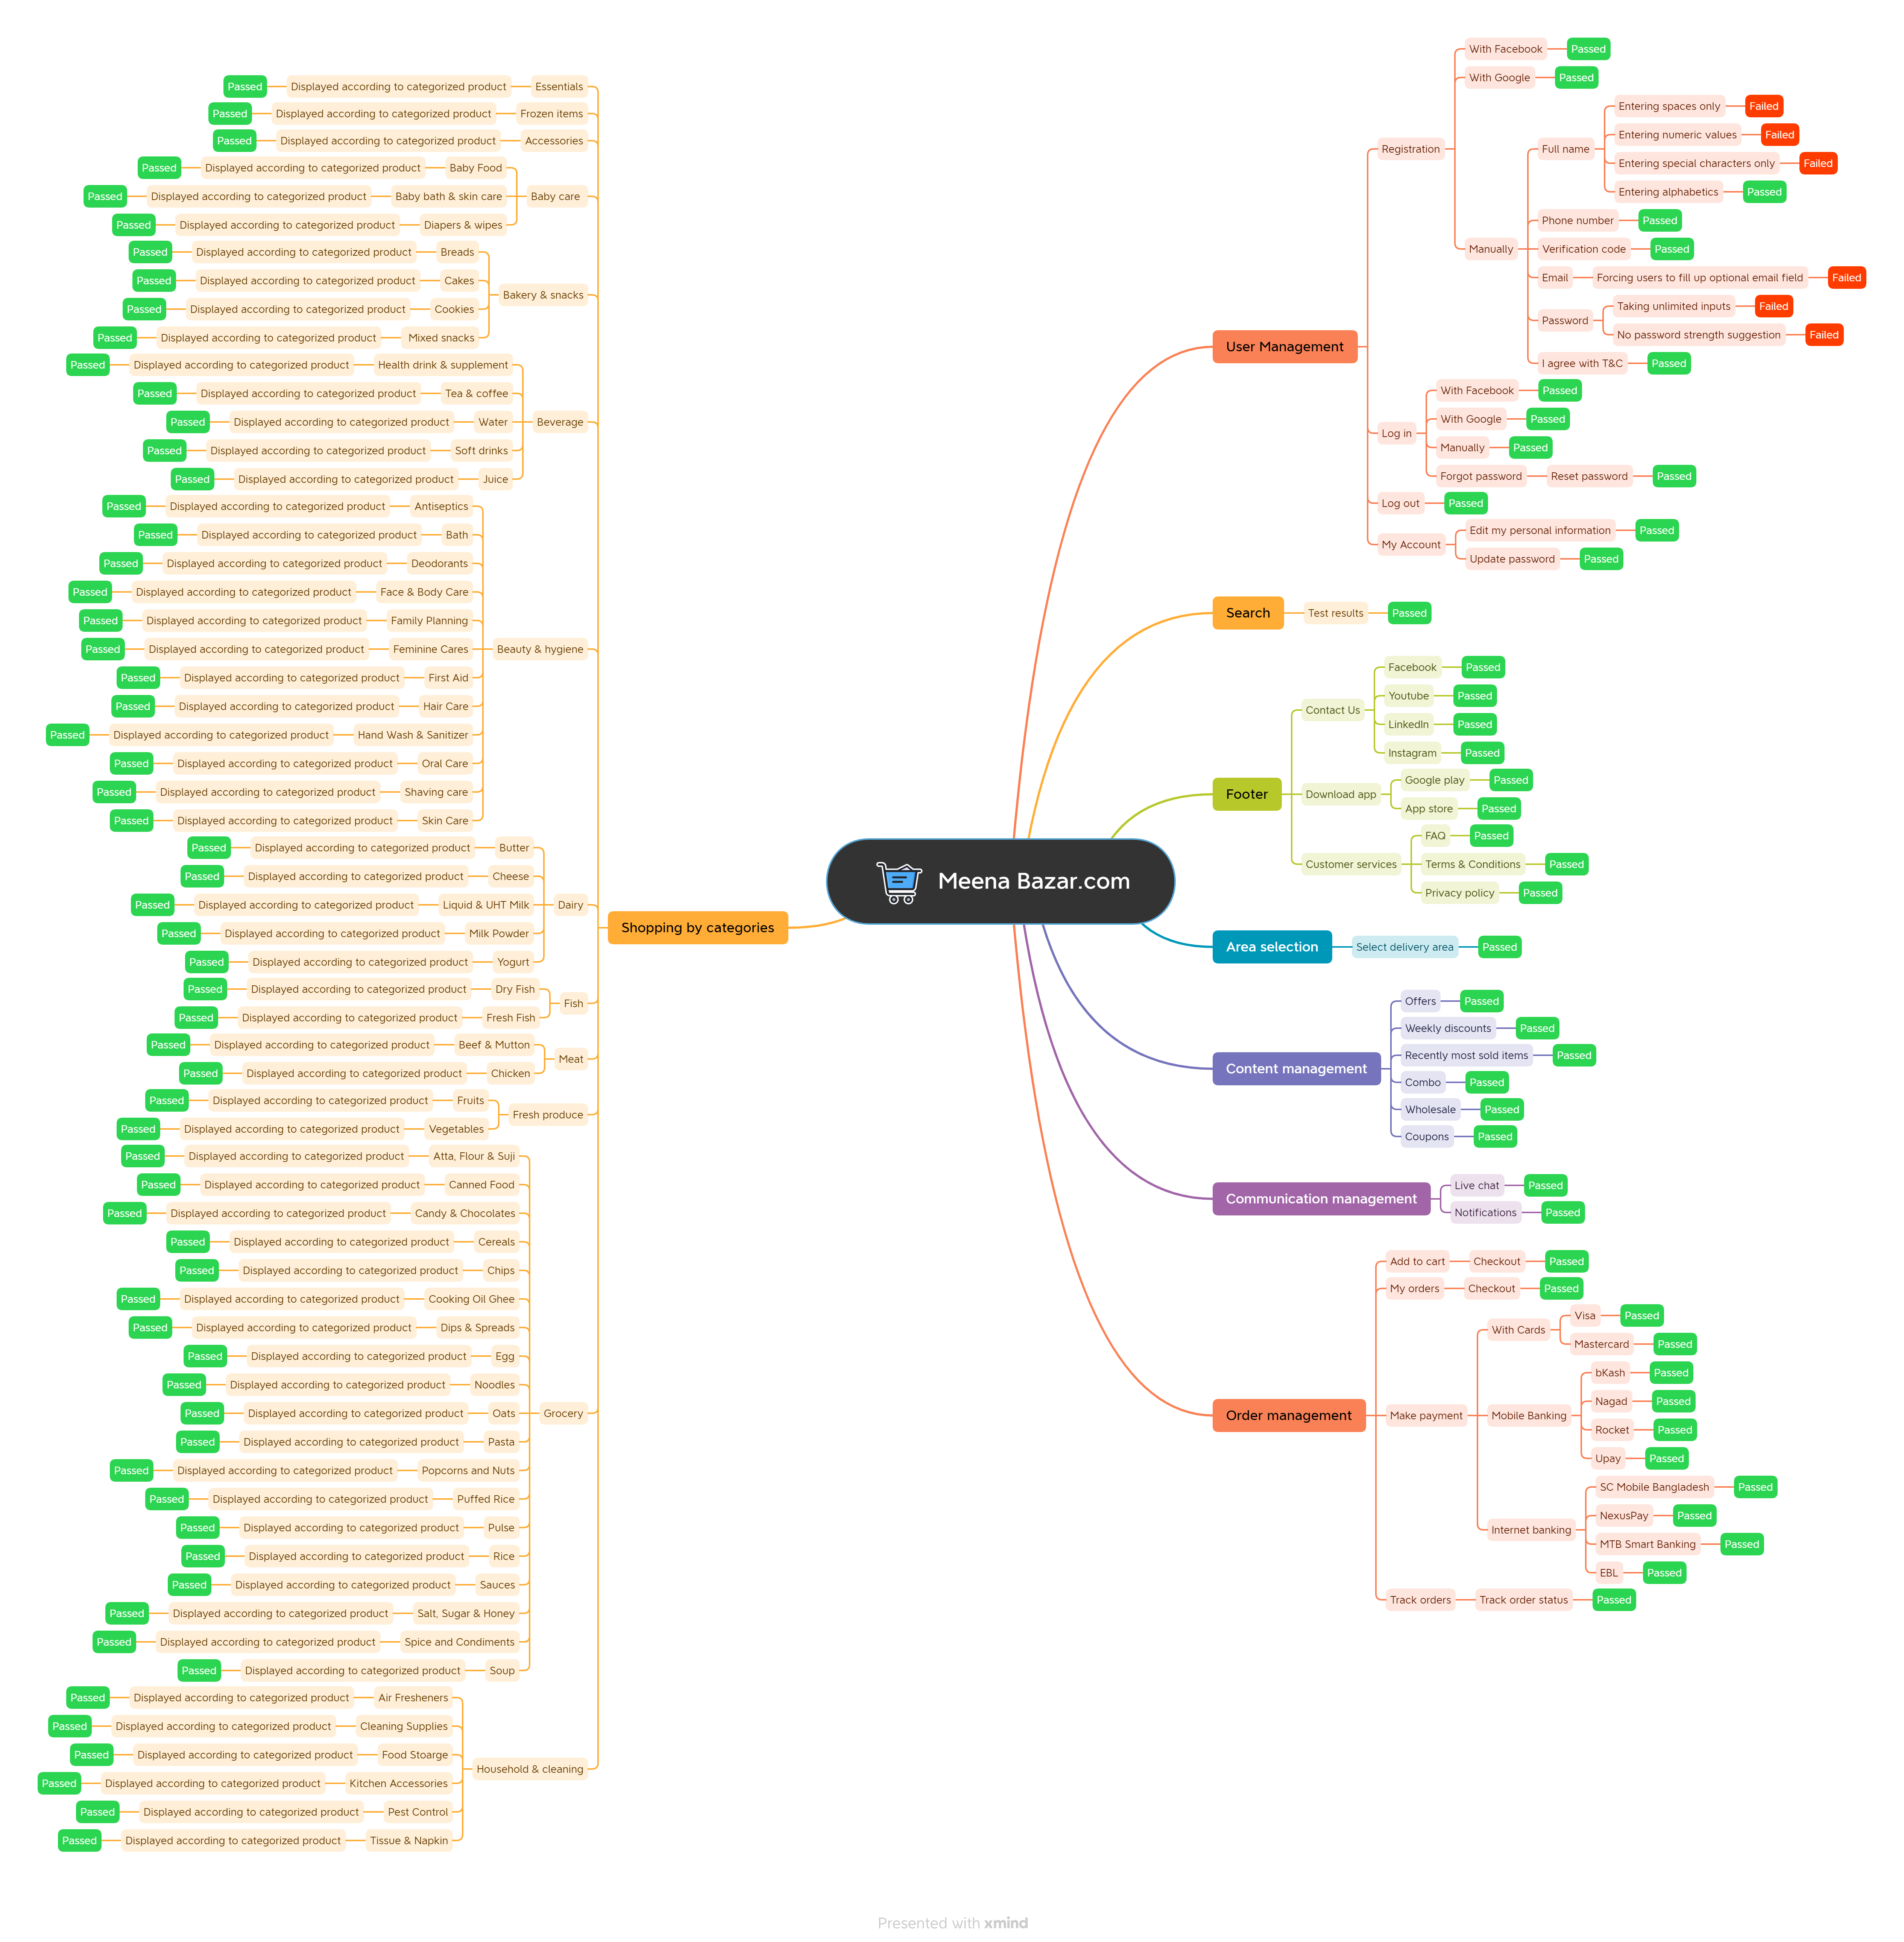 Meena Bazar.com
User Management
Registration
With Facebook Passed
With Google Passed
Manually
Full name
Entering spaces only Failed
Entering numeric values Failed
Entering special characters only Failed
Entering alphabetics Passed
Phone number Passed
Verification code Passed
Email Forcing users to fill up optional email field Failed
Password
Taking unlimited inputs Failed
No password strength suggestion Failed
I agree with T&C Passed
Log in
With Facebook Passed
With Google Passed
Manually Passed
Forgot password Reset password Passed
Log out Passed
My Account
Edit my personal information Passed
Update password Passed
Search Test results Passed
Footer
Contact Us
Facebook Passed
Youtube Passed
LinkedIn Passed
Instagram Passed
Download app
Google play Passed
App store Passed
Customer services
FAQ Passed
Terms & Conditions Passed
Privacy policy Passed
Area selection Select delivery area Passed
Content management
Offers Passed
Weekly discounts Passed
Recently most sold items Passed
Combo Passed
Wholesale Passed
Coupons Passed
Communication management
Live chat Passed
Notifications Passed
Order management
Add to cart Checkout Passed
My orders Checkout Passed
Make payment
With Cards
Visa Passed
Mastercard Passed
Mobile Banking
bKash Passed
Nagad Passed
Rocket Passed
Upay Passed
Internet banking
SC Mobile Bangladesh Passed
NexusPay Passed
MTB Smart Banking Passed
EBL Passed
Track orders Track order status Passed
Shopping by categories
Passed Displayed according to categorized product Essentials
Passed Displayed according to categorized product Frozen items
Passed Displayed according to categorized product Accessories
Baby care
Passed Displayed according to categorized product Baby Food
Passed Displayed according to categorized product Baby bath & skin care
Passed Displayed according to categorized product Diapers & wipes
Bakery & snacks
Passed Displayed according to categorized product Breads
Passed Displayed according to categorized product Cakes
Passed Displayed according to categorized product Cookies
Passed Displayed according to categorized product Mixed snacks
Beverage
Passed Displayed according to categorized product Health drink & supplement
Passed Displayed according to categorized product Tea & coffee
Passed Displayed according to categorized product Water
Passed Displayed according to categorized product Soft drinks
Passed Displayed according to categorized product Juice
Beauty & hygiene
Passed Displayed according to categorized product Antiseptics
Passed Displayed according to categorized product Bath
Passed Displayed according to categorized product Deodorants
Passed Displayed according to categorized product Face & Body Care
Passed Displayed according to categorized product Family Planning
Passed Displayed according to categorized product Feminine Cares
Passed Displayed according to categorized product First Aid
Passed Displayed according to categorized product Hair Care
Passed Displayed according to categorized product Hand Wash & Sanitizer
Passed Displayed according to categorized product Oral Care
Passed Displayed according to categorized product Shaving care
Passed Displayed according to categorized product Skin Care
Dairy
Passed Displayed according to categorized product Butter
Passed Displayed according to categorized product Cheese
Passed Displayed according to categorized product Liquid & UHT Milk
Passed Displayed according to categorized product Milk Powder
Passed Displayed according to categorized product Yogurt
Fish
Passed Displayed according to categorized product Dry Fish
Passed Displayed according to categorized product Fresh Fish
Meat
Passed Displayed according to categorized product Beef & Mutton
Passed Displayed according to categorized product Chicken
Fresh produce
Passed Displayed according to categorized product Fruits
Passed Displayed according to categorized product Vegetables
Grocery
Passed Displayed according to categorized product Atta, Flour & Suji
Passed Displayed according to categorized product Canned Food
Passed Displayed according to categorized product Candy & Chocolates
Passed Displayed according to categorized product Cereals
Passed Displayed according to categorized product Chips
Passed Displayed according to categorized product Cooking Oil Ghee
Passed Displayed according to categorized product Dips & Spreads
Passed Displayed according to categorized product Egg
Passed Displayed according to categorized product Noodles
Passed Displayed according to categorized product Oats
Passed Displayed according to categorized product Pasta
Passed Displayed according to categorized product Popcorns and Nuts
Passed Displayed according to categorized product Puffed Rice
Passed Displayed according to categorized product Pulse
Passed Displayed according to categorized product Rice
Passed Displayed according to categorized product Sauces
Passed Displayed according to categorized product Salt, Sugar & Honey
Passed Displayed according to categorized product Spice and Condiments
Passed Displayed according to categorized product Soup
Household & cleaning
Passed Displayed according to categorized product Air Fresheners
Passed Displayed according to categorized product Cleaning Supplies
Passed Displayed according to categorized product Food Stoarge
Passed Displayed according to categorized product Kitchen Accessories
Passed Displayed according to categorized product Pest Control
Passed Displayed according to categorized product Tissue & Napkin
Presented with xmind